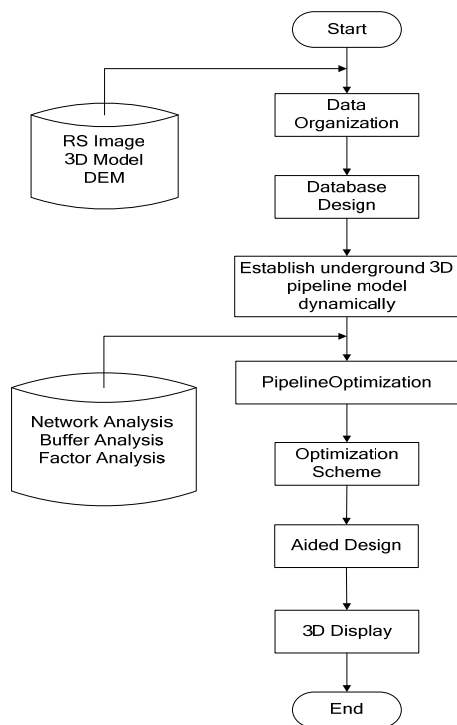 Start
Data
Organization
RS Image
3D Model
DEM
Database
Design
Establish underground 3D
pipeline model
dynamically
PipelineOptimization
Network Analysis
Buffer Analysis
Factor Analysis
Optimization
Scheme
Aided Design
3D Display
End